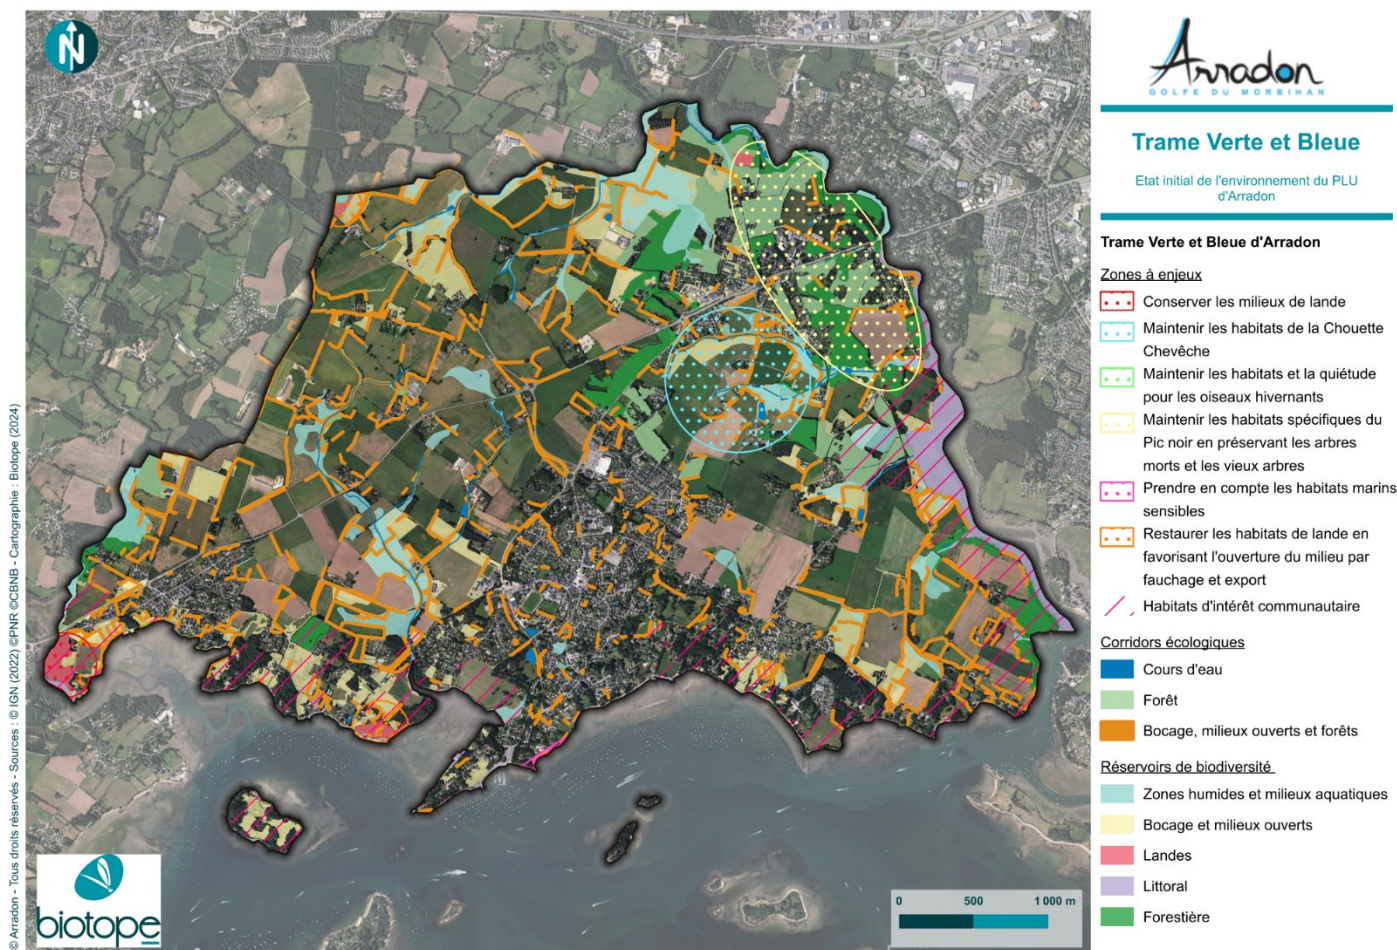 N
Arradon
GOLFE DU MORBIHAN
Trame Verte et Bleue
Etat initial de l'environnement du PLU
d'Arradon
Trame Verte et Bleue d'Arradon
Zones à enjeux
Conserver les milieux de lande
Maintenir les habitats de la Chouette
Chevêche
Maintenir les habitats et la quiétude
pour les oiseaux hivernants
Maintenir les habitats spécifiques du
Pic noir en préservant les arbres
morts et les vieux arbres
Prendre en compte les habitats marins
sensibles
Restaurer les habitats de lande en
favorisant l'ouverture du milieu par
fauchage et export
Habitats d'intérêt communautaire
Corridors écologiques
Cours d'eau
Forêt
Bocage, milieux ouverts et forêts
Réservoirs de biodiversité
Zones humides et milieux aquatiques
Bocage et milieux ouverts
Landes
Littoral
Forestière
0 500 1 000 m
biotope
© Arradon - Tous droits réservés - Sources : © IGN (2022) ©PNR ©CBNB - Cartographie : Biotope (2024)